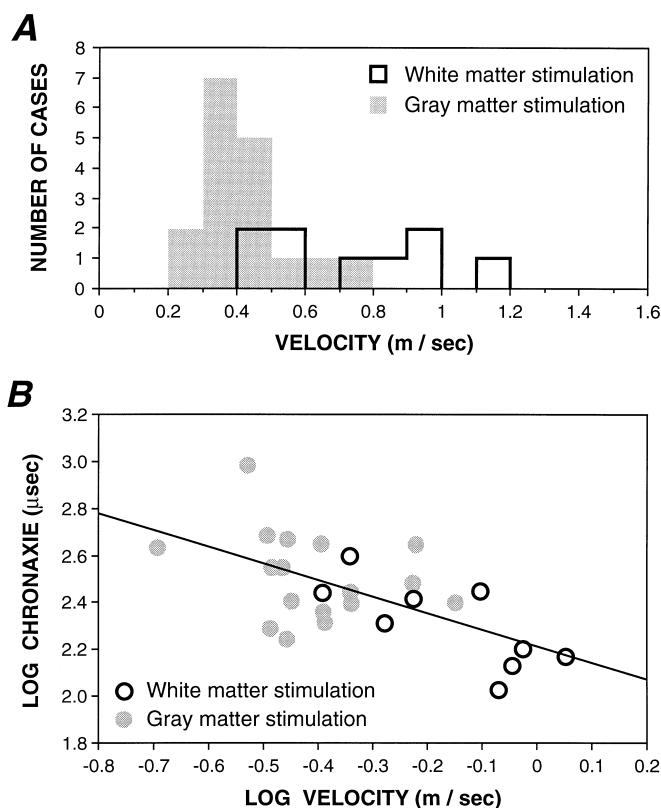 A
8
7
6
5
4
3
2
1
0
NUMBER OF CASES
White matter stimulation
Gray matter stimulation
0 0.2 0.4 0.6 0.8 1 1.2 1.4 1.6
VELOCITY (m / sec)
B
3.2
3.0
2.8
2.6
2.4
2.2
2.0
1.8
LOG CHRONAXIE (μsec)
White matter stimulation
Gray matter stimulation
-0.8 -0.7 -0.6 -0.5 -0.4 -0.3 -0.2 -0.1 0 0.1 0.2
LOG VELOCITY (m / sec)